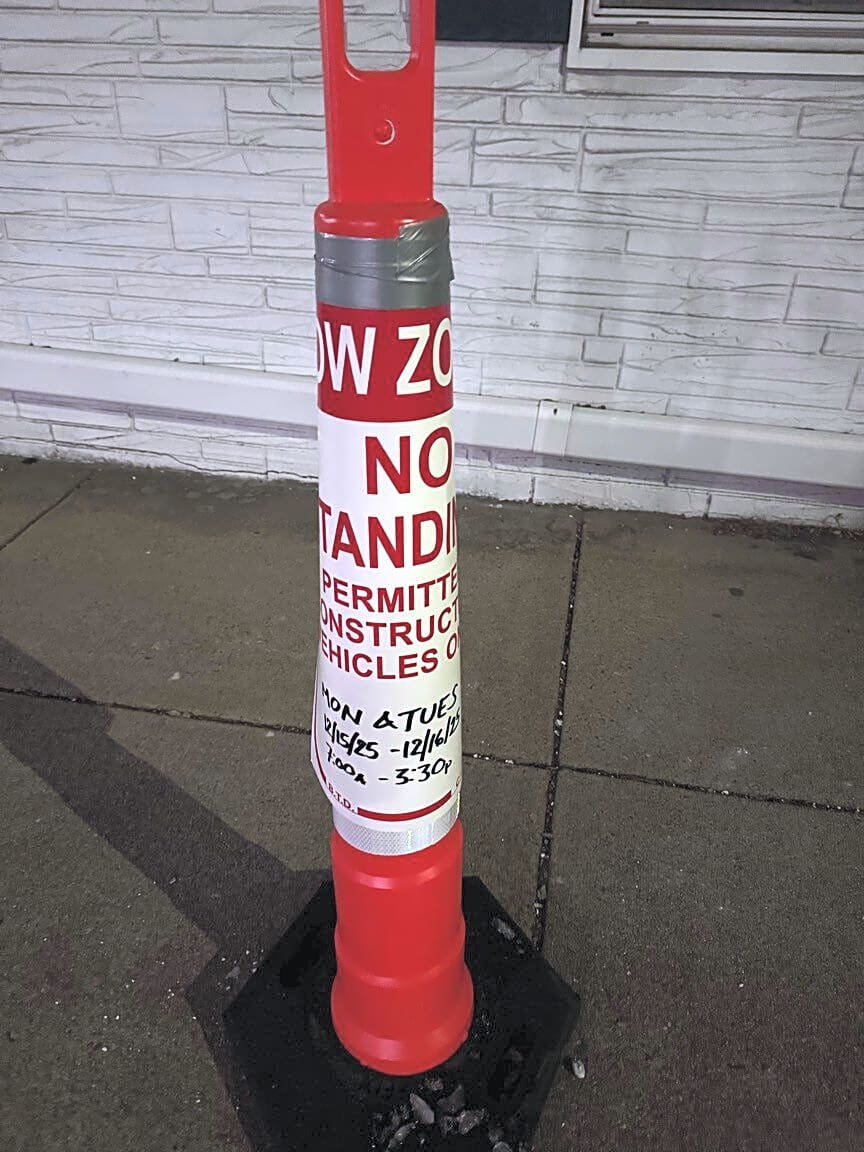 OW ZO
NO
TANDIN
PERMITTE
ONSTRUCT
EHICLES O
MON & TUES
12/15/25 - 12/16/25
7:00A - 3:30P
B.T.D.